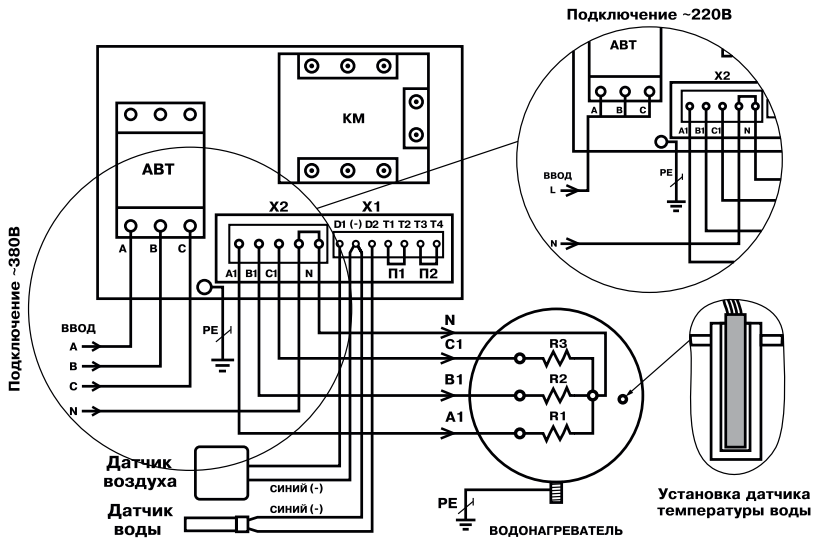 Подключение ~220В
АВТ
X2
A
B
C
A1 B1 C1 N
ВВОД
L
PE
N
Подключение ~380В
АВТ
КМ
X2
X1
D1 (-) D2 T1 T2 T3 T4
A
B
C
A1 B1 C1 N
П1
П2
PE
ВВОД
A
B
C
N
N
C1
B1
A1
R3
R2
R1
Датчик
воздуха
СИНИЙ (-)
Датчик
воды
СИНИЙ (-)
PE
ВОДОНАГРЕВАТЕЛЬ
Установка датчика
температуры воды